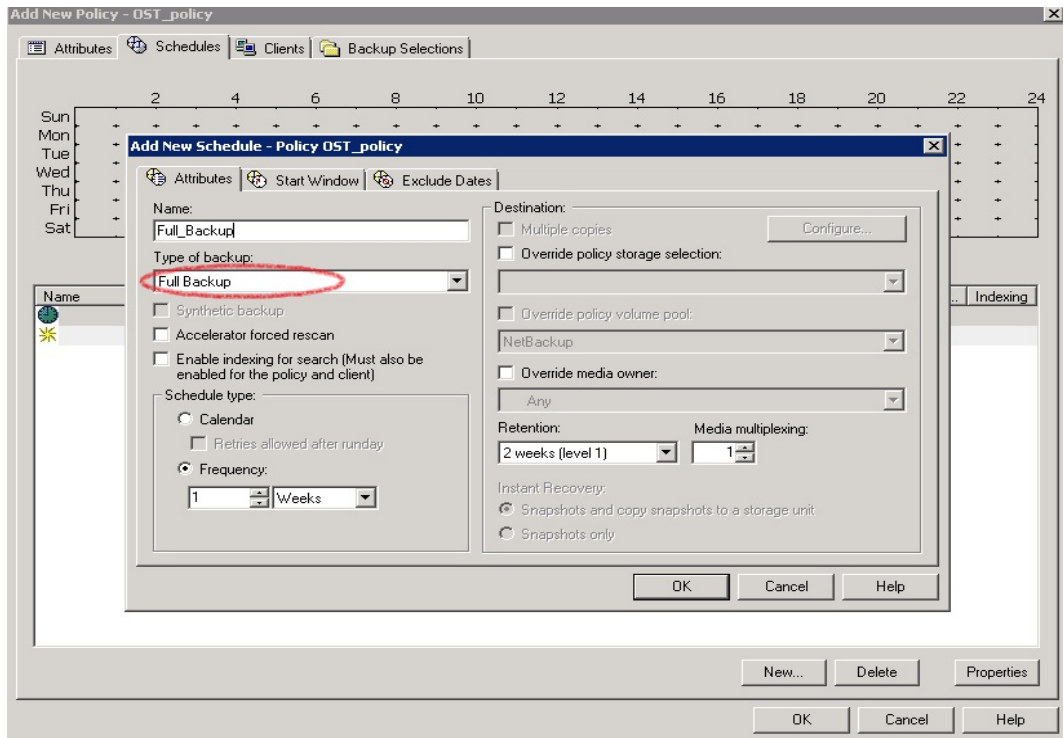 Add New Policy - OST_policy
Attributes Schedules Clients Backup Selections
2 4 6 8 10 12 14 16 18 20 22 24
Sun
Mon
Tue
Wed
Thu
Fri
Sat
Add New Schedule - Policy OST_policy
Attributes Start Window Exclude Dates
Name:
Full_Backup
Type of backup:
Full Backup
Synthetic backup
Accelerator forced rescan
Enable indexing for search (Must also be
enabled for the policy and client)
Schedule type:
Calendar
Retries allowed after runday
Frequency:
1 Weeks
Destination:
Multiple copies Configure...
Override policy storage selection:
Override policy volume pool:
NetBackup
Override media owner:
Any
Retention: Media multiplexing:
2 weeks (level 1) 1
Instant Recovery:
Snapshots and copy snapshots to a storage unit
Snapshots only
OK Cancel Help
Name .. Indexing
New... Delete Properties
OK Cancel Help